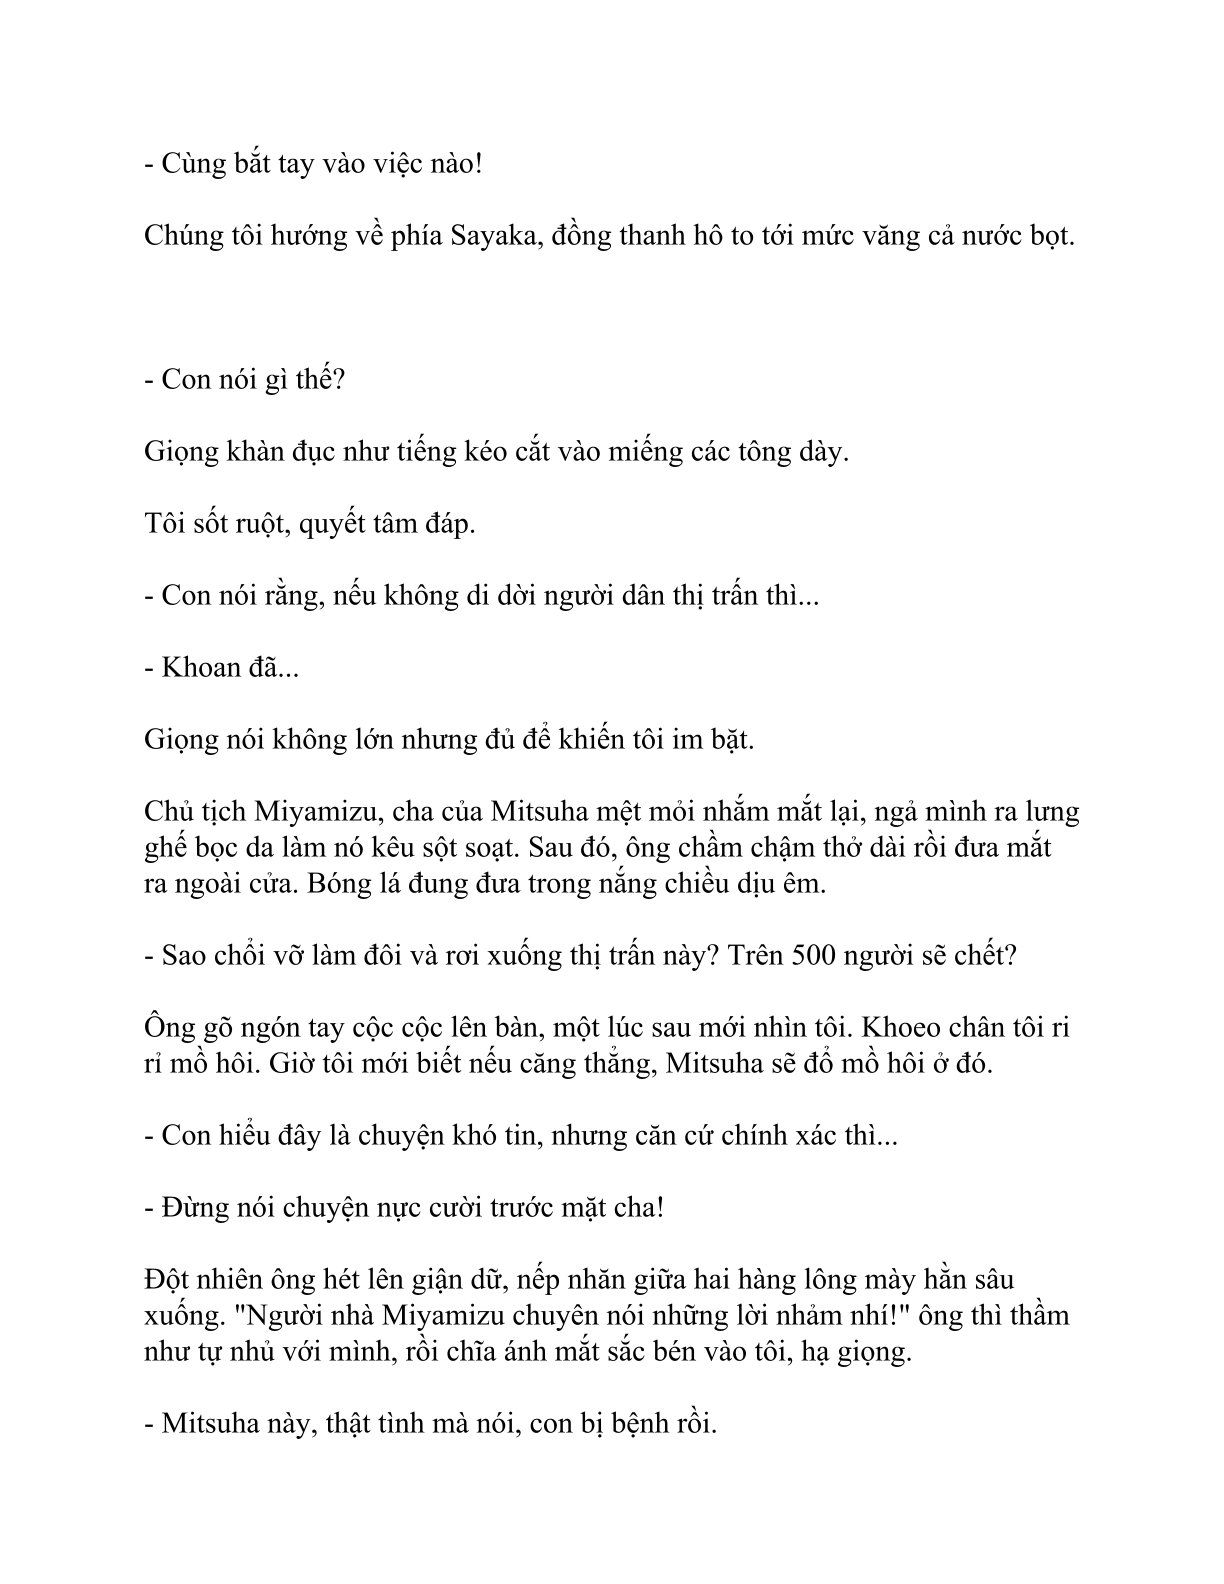 - Cùng bắt tay vào việc nào!
Chúng tôi hướng về phía Sayaka, đồng thanh hô to tới mức văng cả nước bọt.
- Con nói gì thế?
Giọng khàn đục như tiếng kéo cắt vào miếng các tông dày.
Tôi sốt ruột, quyết tâm đáp.
- Con nói rằng, nếu không di dời người dân thị trấn thì...
- Khoan đã...
Giọng nói không lớn nhưng đủ để khiến tôi im bặt.
Chủ tịch Miyamizu, cha của Mitsuha mệt mỏi nhắm mắt lại, ngả mình ra lưng
ghế bọc da làm nó kêu sột soạt. Sau đó, ông chầm chậm thở dài rồi đưa mắt
ra ngoài cửa. Bóng lá đung đưa trong nắng chiều dịu êm.
- Sao chổi vỡ làm đôi và rơi xuống thị trấn này? Trên 500 người sẽ chết?
Ông gõ ngón tay cộc cộc lên bàn, một lúc sau mới nhìn tôi. Khoeo chân tôi ri
rỉ mồ hôi. Giờ tôi mới biết nếu căng thẳng, Mitsuha sẽ đổ mồ hôi ở đó.
- Con hiểu đây là chuyện khó tin, nhưng căn cứ chính xác thì...
- Đừng nói chuyện nực cười trước mặt cha!
Đột nhiên ông hét lên giận dữ, nếp nhăn giữa hai hàng lông mày hằn sâu
xuống. "Người nhà Miyamizu chuyên nói những lời nhảm nhí!" ông thì thầm
như tự nhủ với mình, rồi chĩa ánh mắt sắc bén vào tôi, hạ giọng.
- Mitsuha này, thật tình mà nói, con bị bệnh rồi.